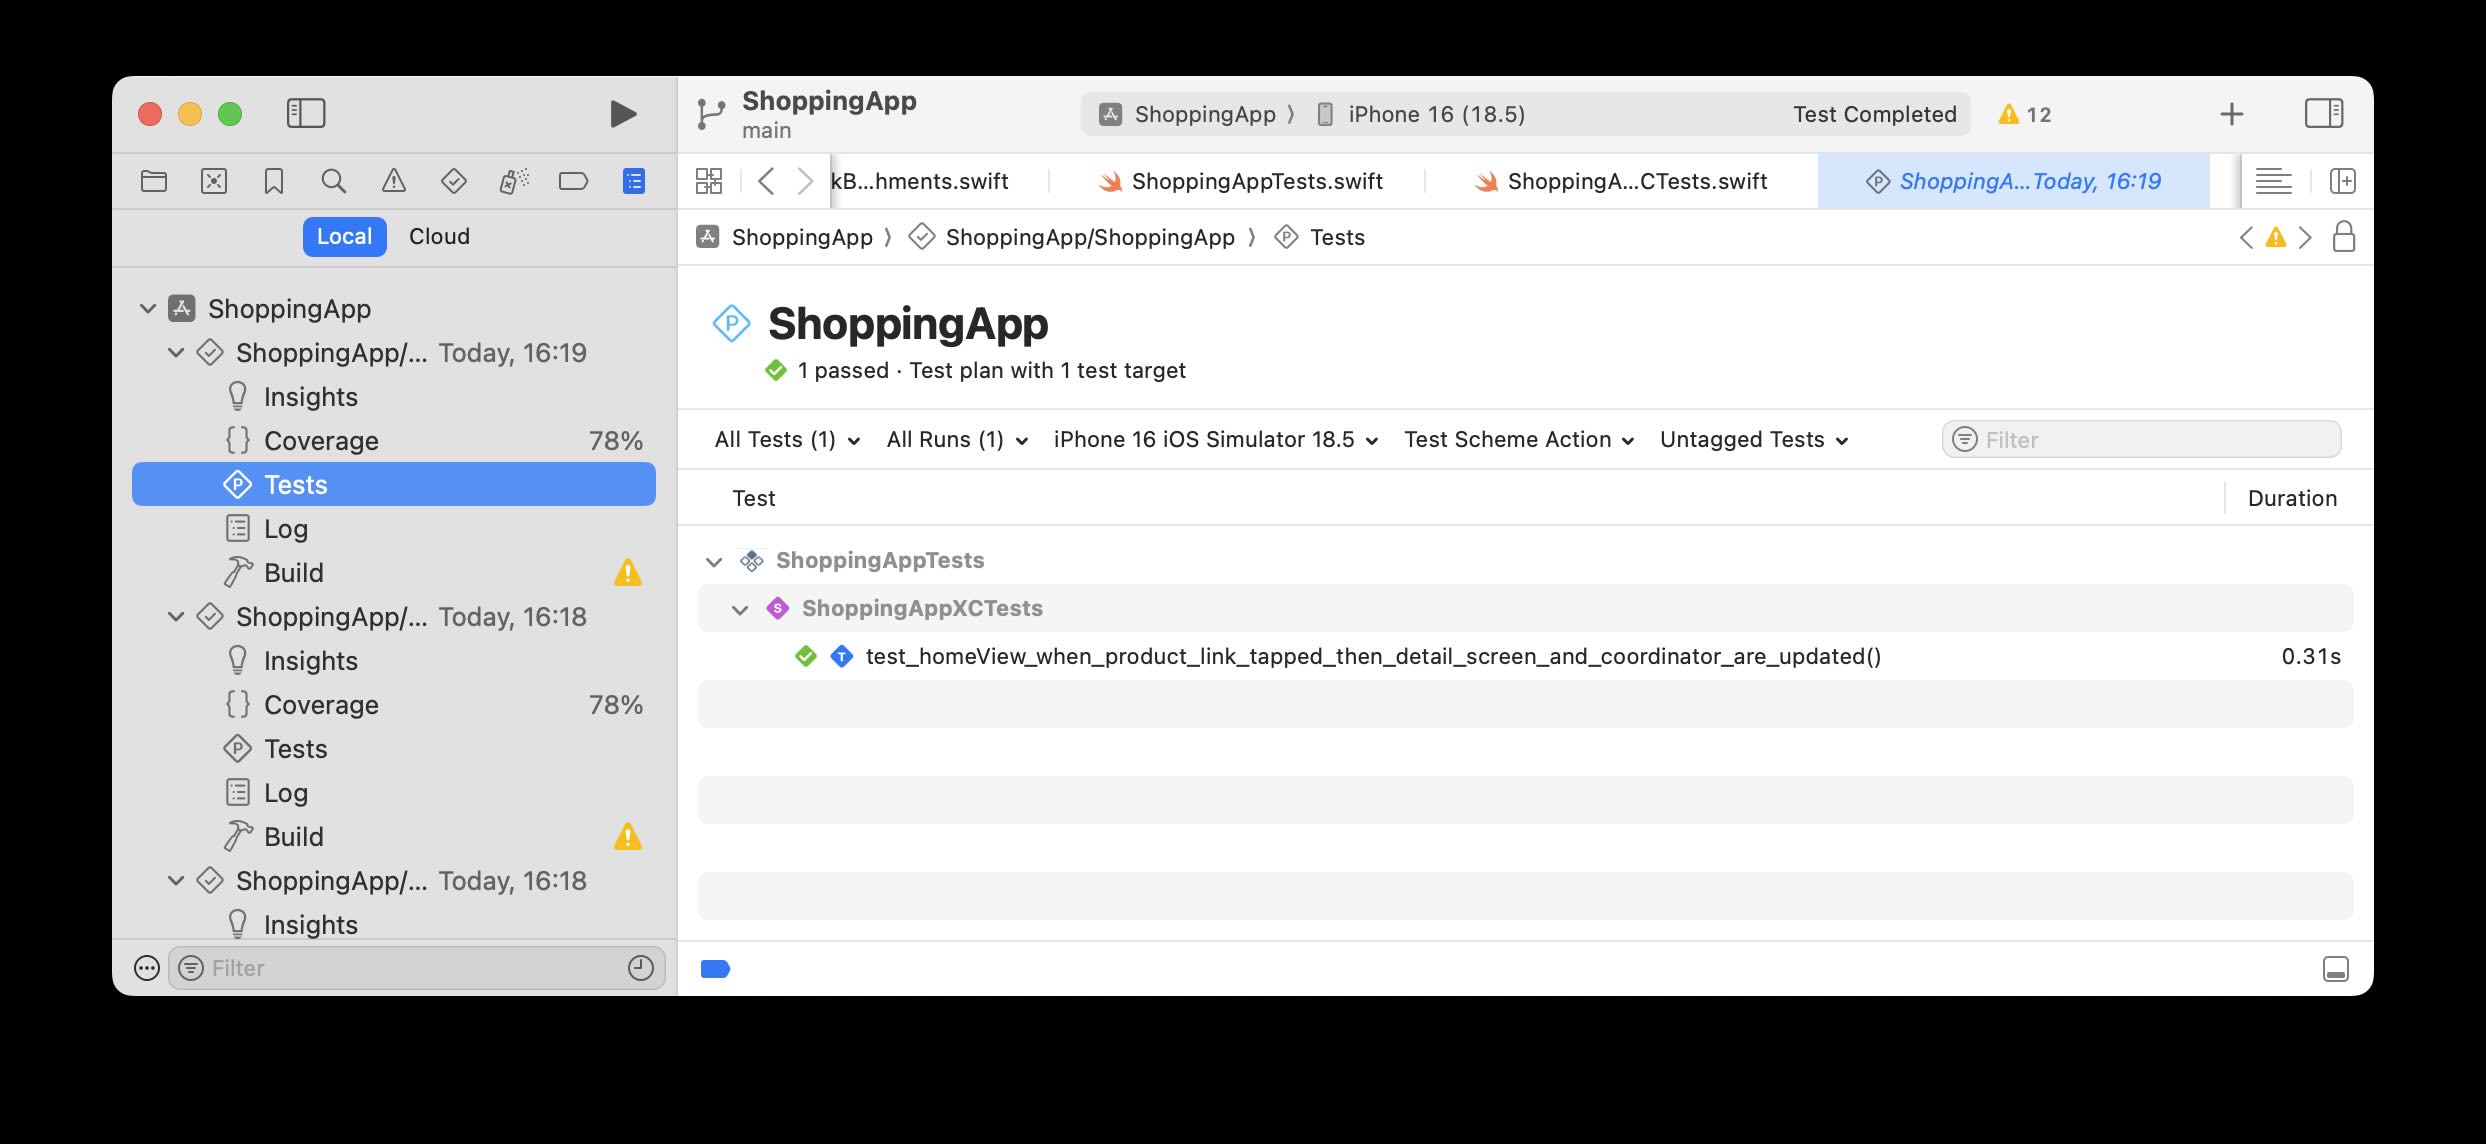 ShoppingApp
main
ShoppingApp
iPhone 16 (18.5)
Test Completed
12
kB...hments.swift
ShoppingAppTests.swift
ShoppingA...CTests.swift
ShoppingA...Today, 16:19
Local
Cloud
ShoppingApp
ShoppingApp/... Today, 16:19
Insights
Coverage 78%
Tests
Log
Build
ShoppingApp/... Today, 16:18
Insights
Coverage 78%
Tests
Log
Build
ShoppingApp/... Today, 16:18
Insights
Filter
ShoppingApp
ShoppingApp/ShoppingApp
Tests
ShoppingApp
1 passed · Test plan with 1 test target
All Tests (1)
All Runs (1)
iPhone 16 iOS Simulator 18.5
Test Scheme Action
Untagged Tests
Filter
Test
Duration
ShoppingAppTests
S ShoppingAppXCTests
T test_homeView_when_product_link_tapped_then_detail_screen_and_coordinator_are_updated() 0.31s